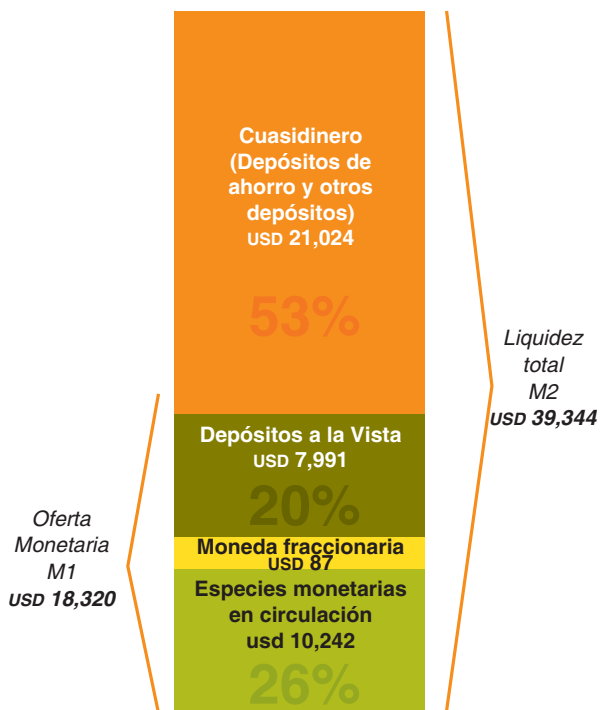 Cuasidinero
(Depósitos de
ahorro y otros
depósitos)
USD 21,024
53%
Depósitos a la Vista
USD 7,991
20%
Moneda fraccionaria
USD 87
Especies monetarias
en circulación
usd 10,242
26%
Oferta
Monetaria
M1
USD 18,320
Liquidez
total
M2
USD 39,344